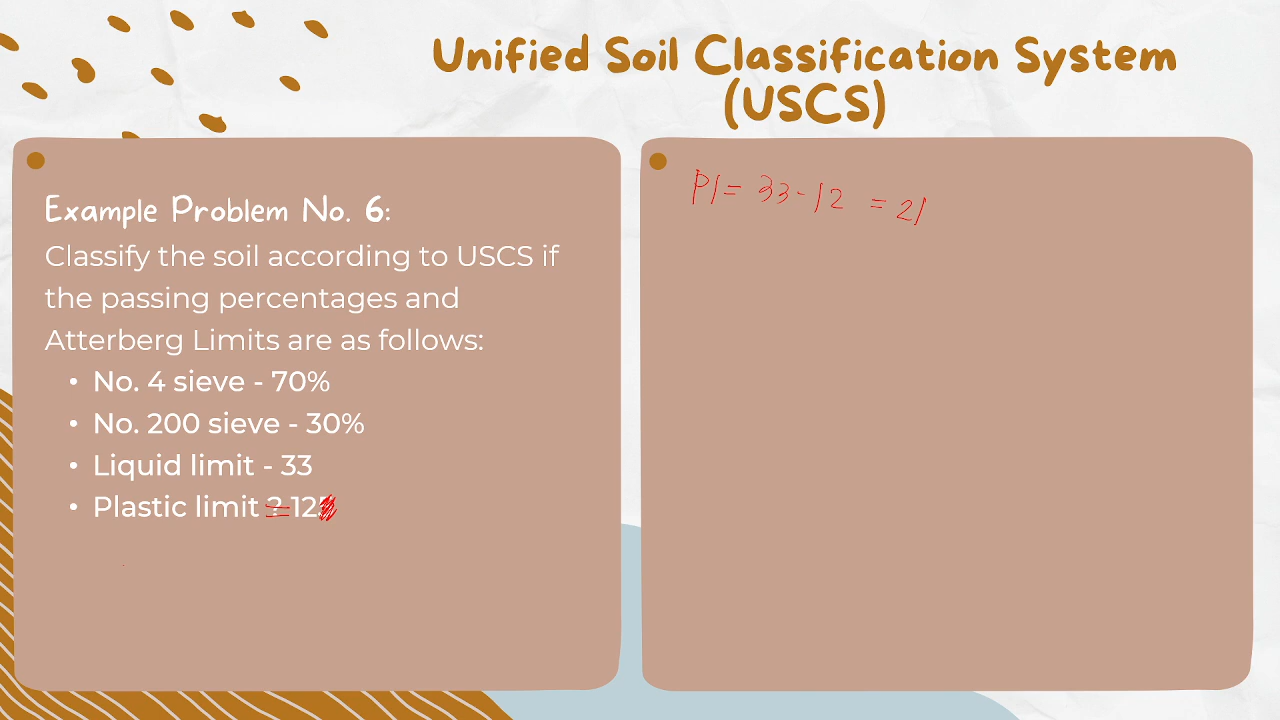 Unified Soil Classification System
(USCS)
Example Problem No. 6:
Classify the soil according to USCS if
the passing percentages and
Atterberg Limits are as follows:
• No. 4 sieve - 70%
• No. 200 sieve - 30%
• Liquid limit - 33
• Plastic limit = 12
PI = 33 - 12 = 21